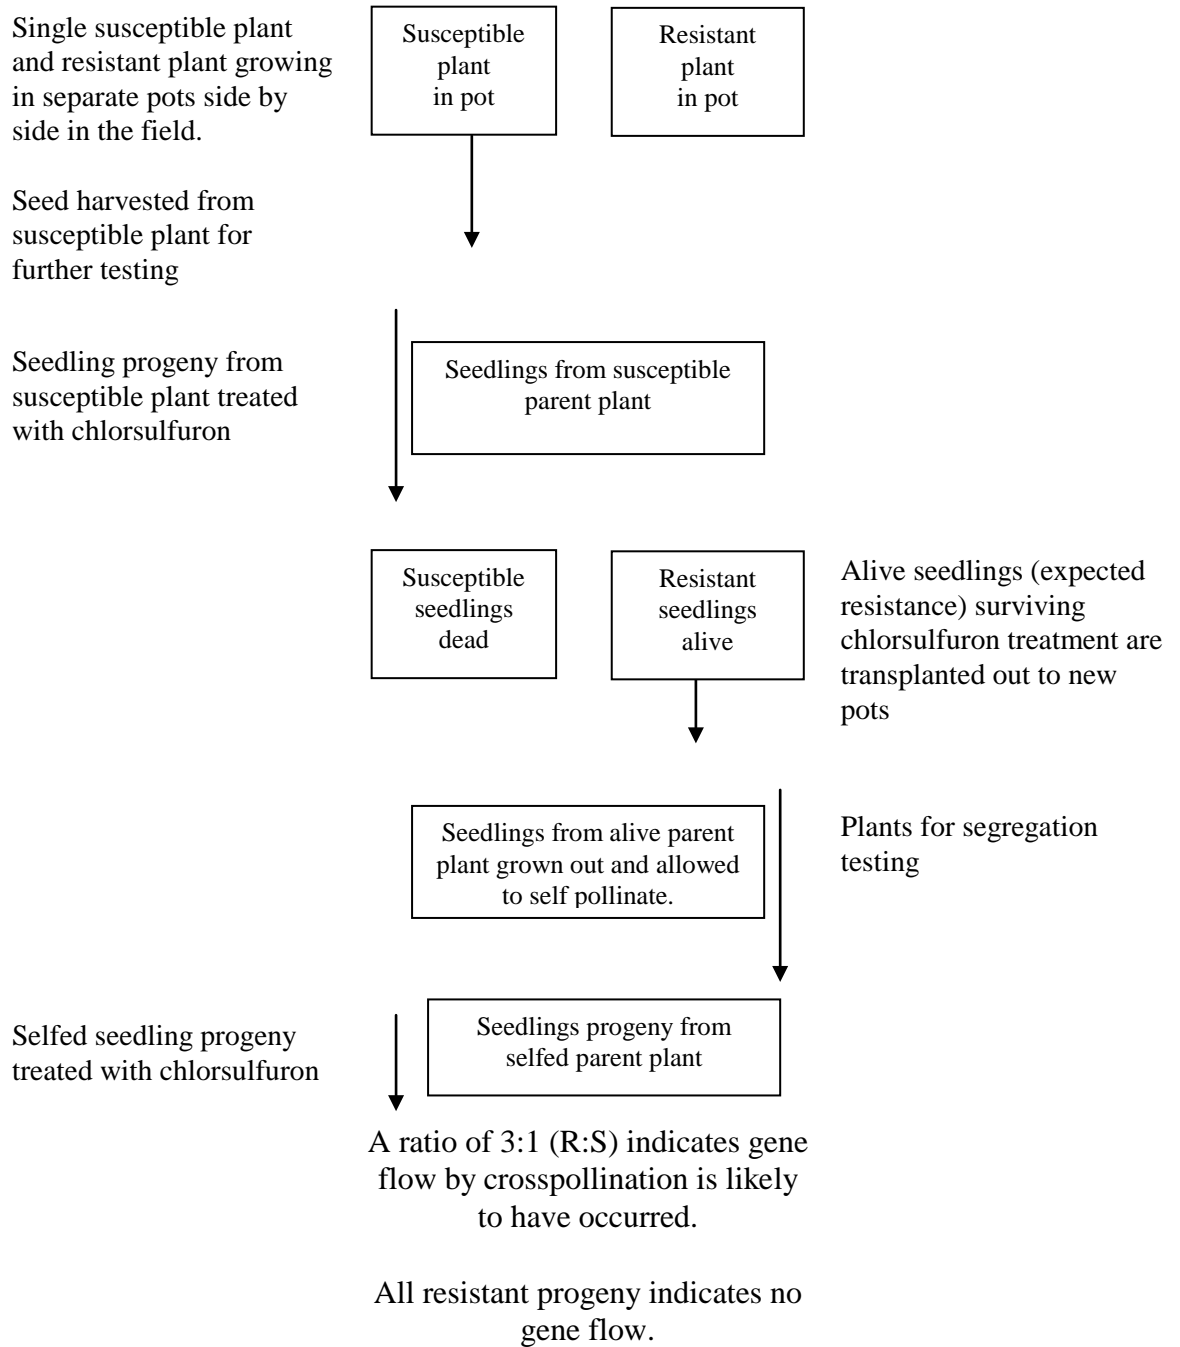 Single susceptible plant
and resistant plant growing
in separate pots side by
side in the field.
Susceptible
plant
in pot
Resistant
plant
in pot
Seed harvested from
susceptible plant for
further testing
Seedling progeny from
susceptible plant treated
with chlorsulfuron
Seedlings from susceptible
parent plant
Susceptible
seedlings
dead
Resistant
seedlings
alive
Alive seedlings (expected
resistance) surviving
chlorsulfuron treatment are
transplanted out to new
pots
Seedlings from alive parent
plant grown out and allowed
to self pollinate.
Plants for segregation
testing
Selfed seedling progeny
treated with chlorsulfuron
Seedlings progeny from
selfed parent plant
A ratio of 3:1 (R:S) indicates gene
flow by crosspollination is likely
to have occurred.
All resistant progeny indicates no
gene flow.